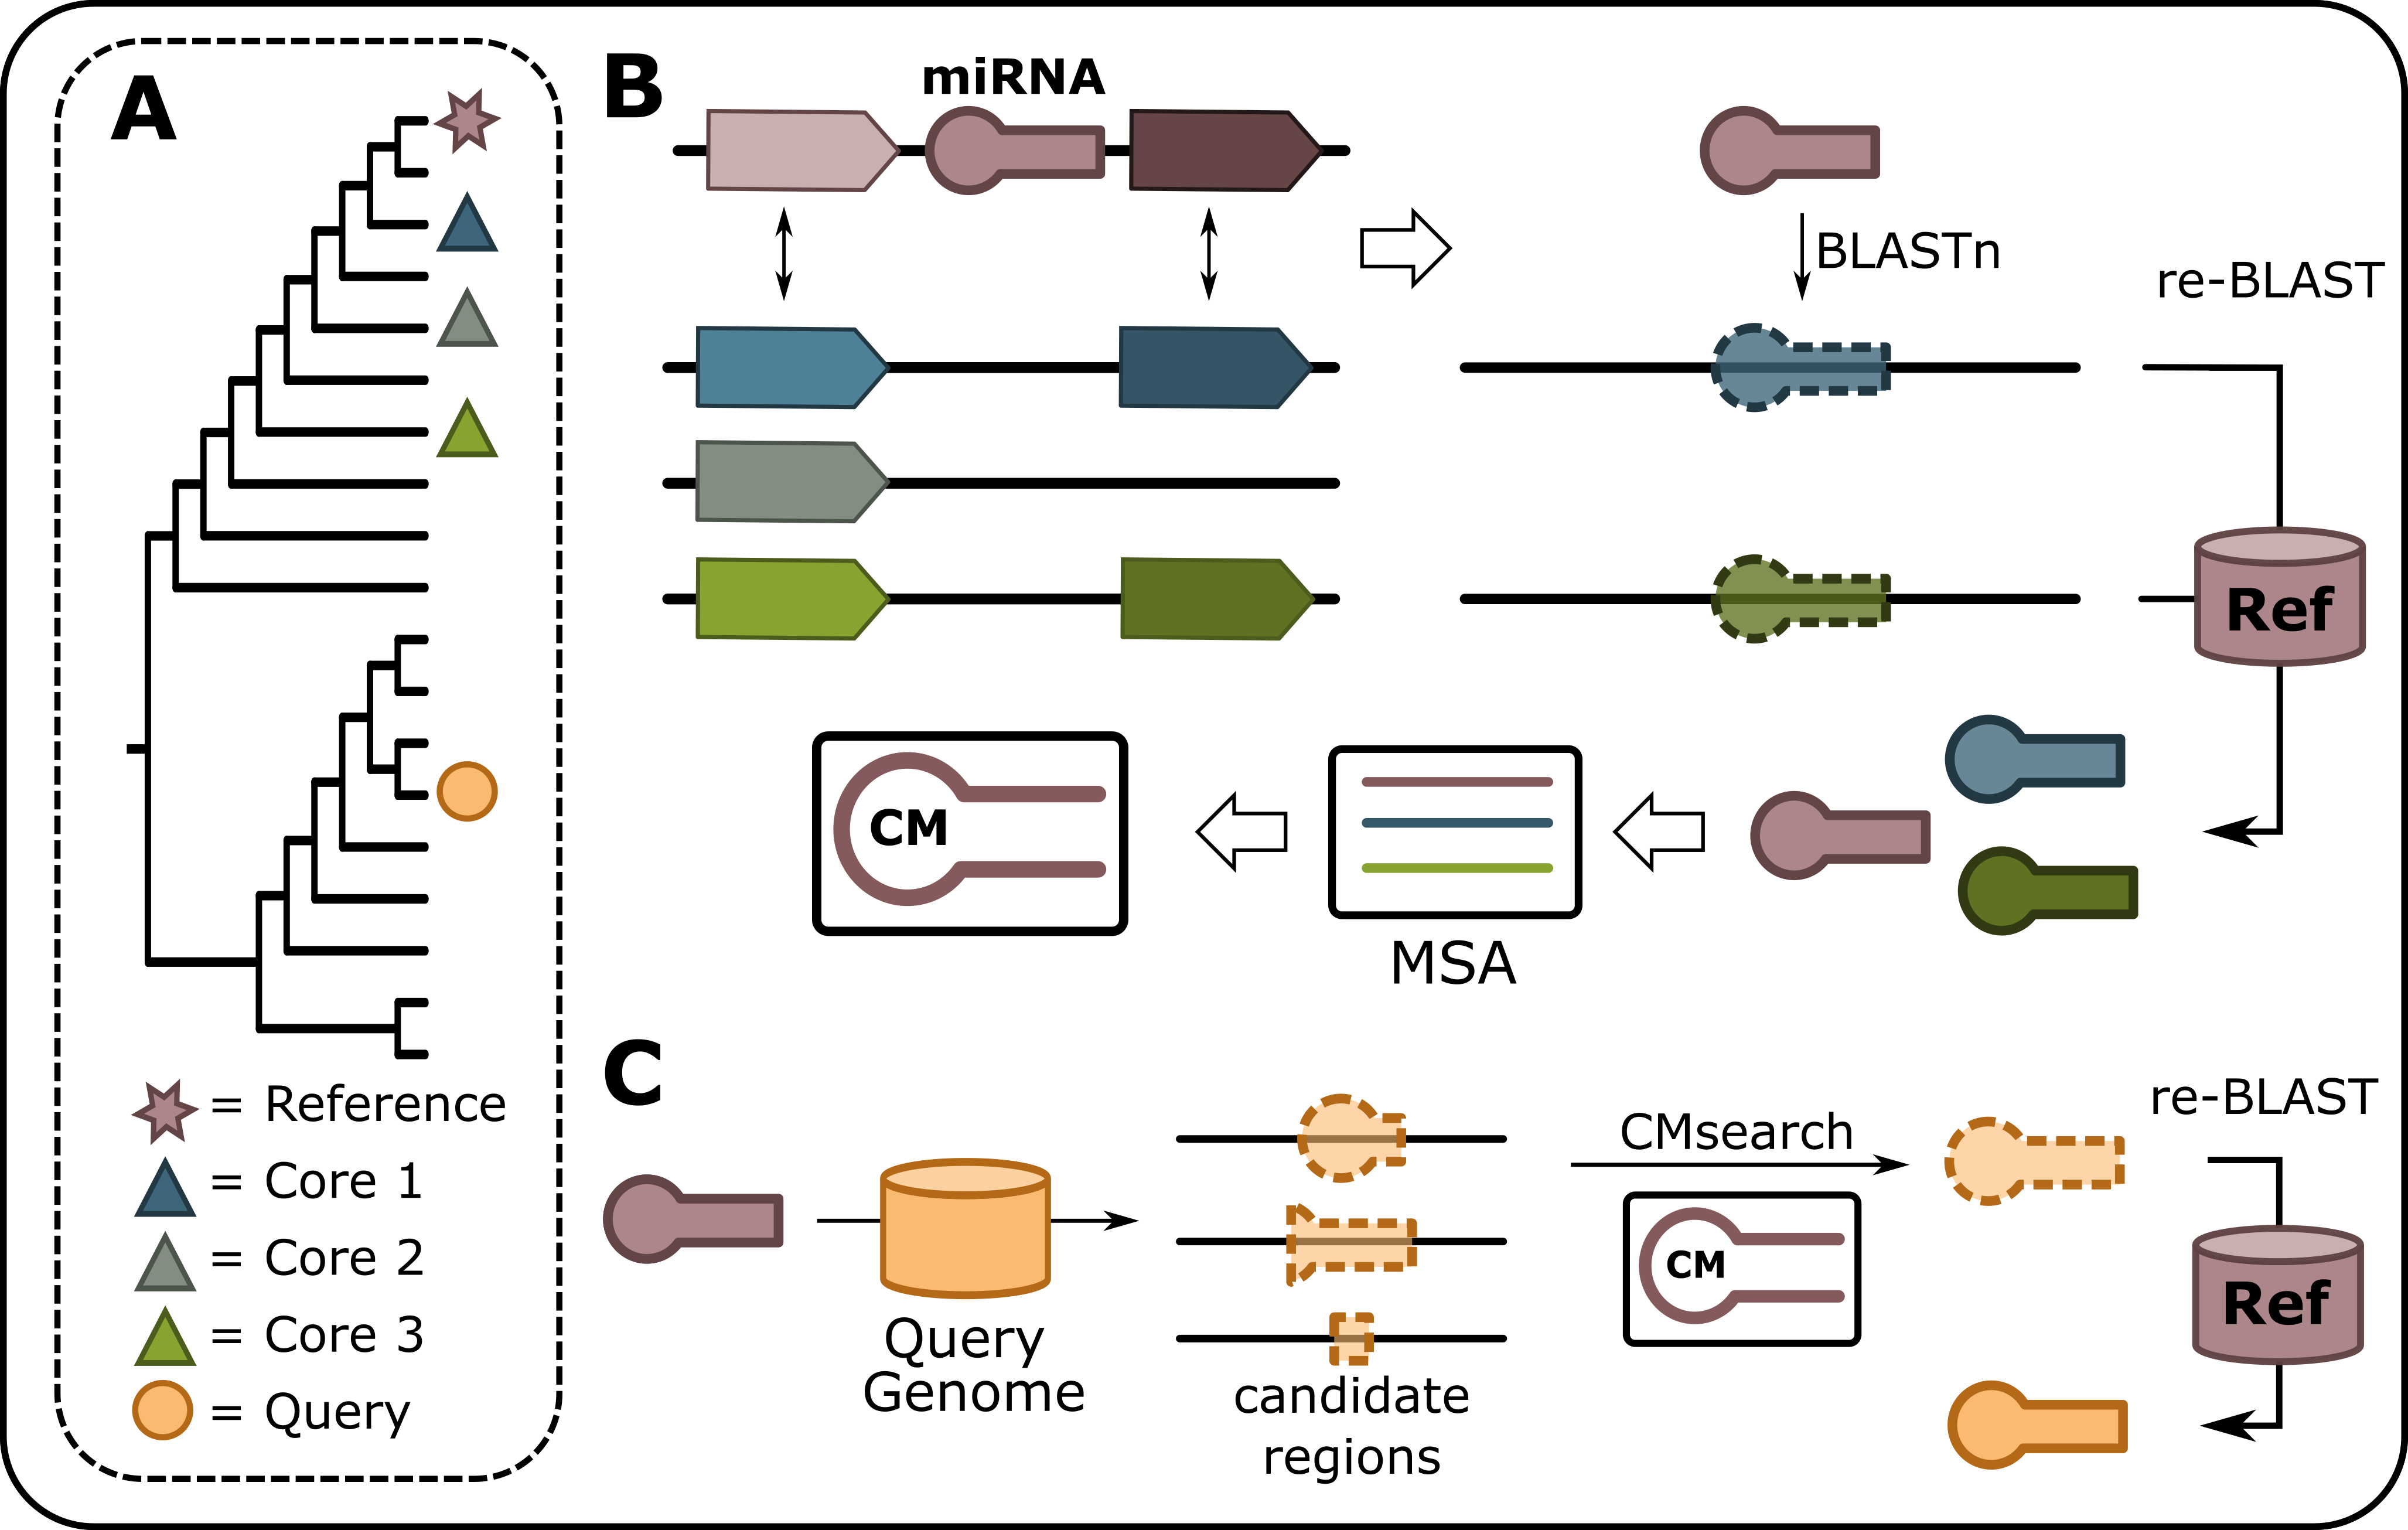 A
= Reference
= Core 1
= Core 2
= Core 3
= Query
B
miRNA
BLASTn
re-BLAST
Ref
CM
MSA
C
Query
Genome
candidate
regions
CMsearch
CM
re-BLAST
Ref